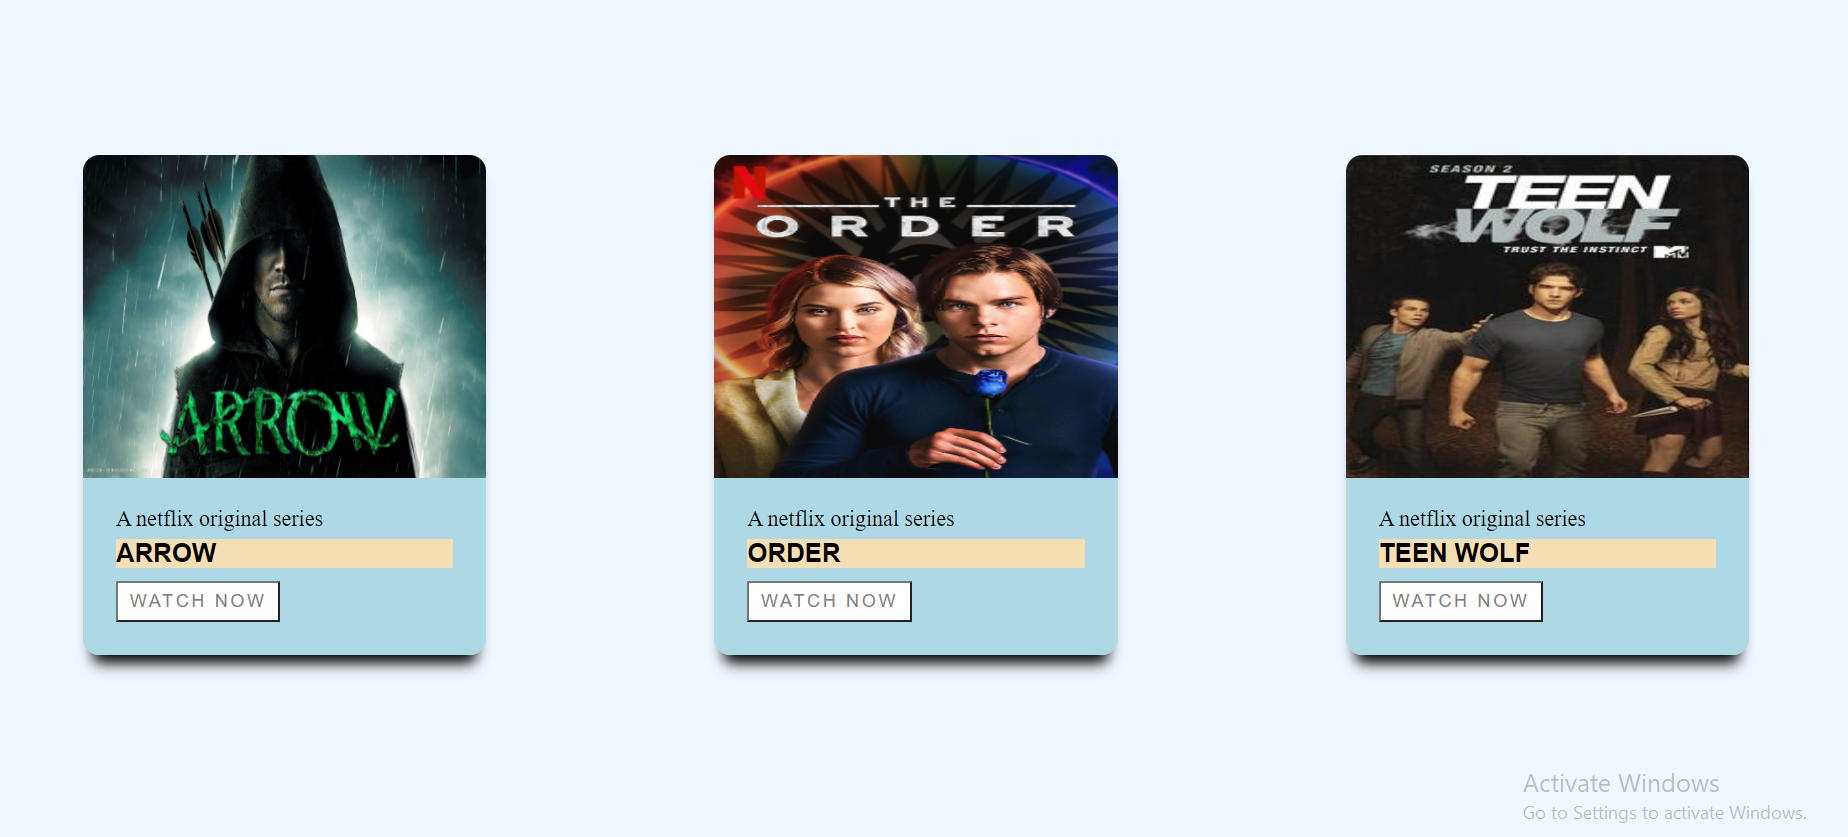 ARROW
A netflix original series
ARROW
WATCH NOW
N
THE
ORDER
A netflix original series
ORDER
WATCH NOW
SEASON 2
TEEN
WOLF
TRUST THE INSTINCT MTV
A netflix original series
TEEN WOLF
WATCH NOW
Activate Windows
Go to Settings to activate Windows.